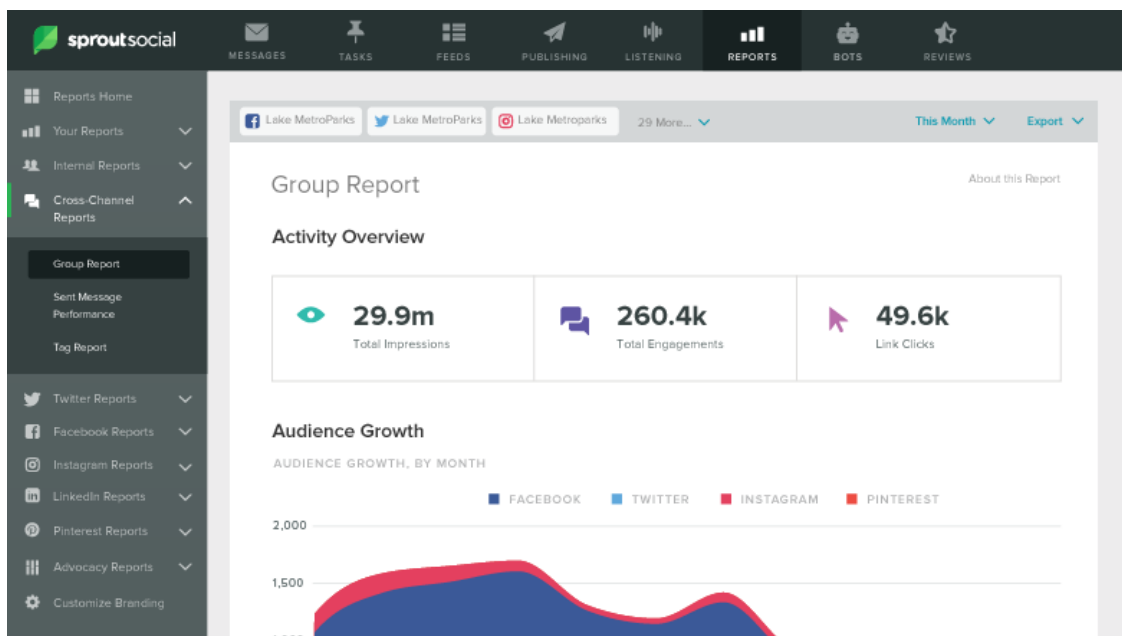 sproutsocial
MESSAGES
TASKS
FEEDS
PUBLISHING
LISTENING
REPORTS
BOTS
REVIEWS
Reports Home
Your Reports
Internal Reports
Cross-Channel
Reports
Group Report
Sent Message
Performance
Tag Report
Twitter Reports
Facebook Reports
Instagram Reports
LinkedIn Reports
Pinterest Reports
Advocacy Reports
Customize Branding
Lake MetroParks
Lake MetroParks
Lake Metroparks
29 More...
This Month
Export
Group Report
About this Report
Activity Overview
29.9m
Total Impressions
260.4k
Total Engagements
49.6k
Link Clicks
Audience Growth
AUDIENCE GROWTH, BY MONTH
FACEBOOK
TWITTER
INSTAGRAM
PINTEREST
2,000
1,500